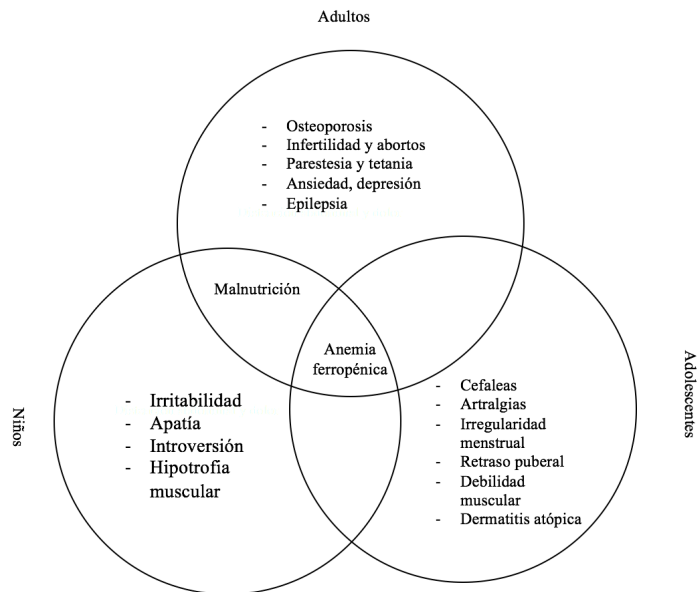 Adultos
- Osteoporosis
- Infertilidad y abortos
- Parestesia y tetania
- Ansiedad, depresión
- Epilepsia
Malnutrición
Anemia
ferropénica
Niños
- Irritabilidad
- Apatía
- Introversión
- Hipotrofia
muscular
Adolescentes
- Cefaleas
- Artralgias
- Irregularidad
menstrual
- Retraso puberal
- Debilidad
muscular
- Dermatitis atópica